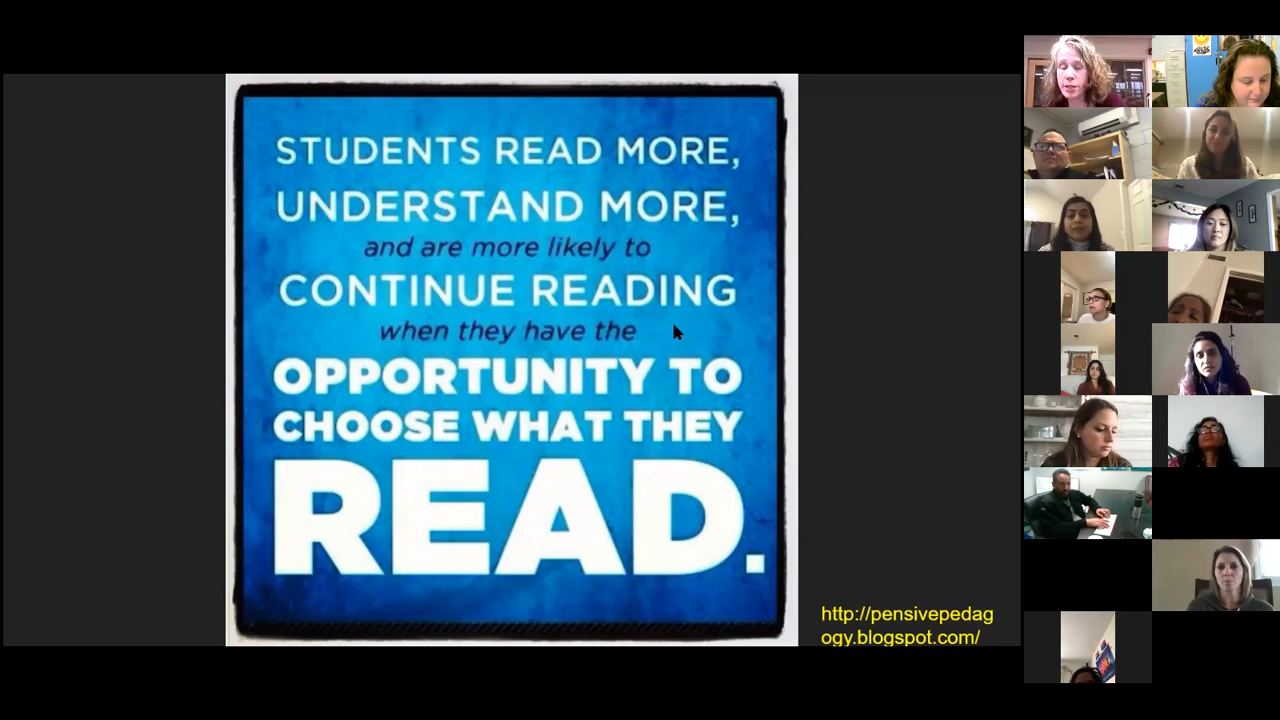 STUDENTS READ MORE,
UNDERSTAND MORE,
and are more likely to
CONTINUE READING
when they have the
OPPORTUNITY TO
CHOOSE WHAT THEY
READ.
http://pensivepedag
ogy.blogspot.com/